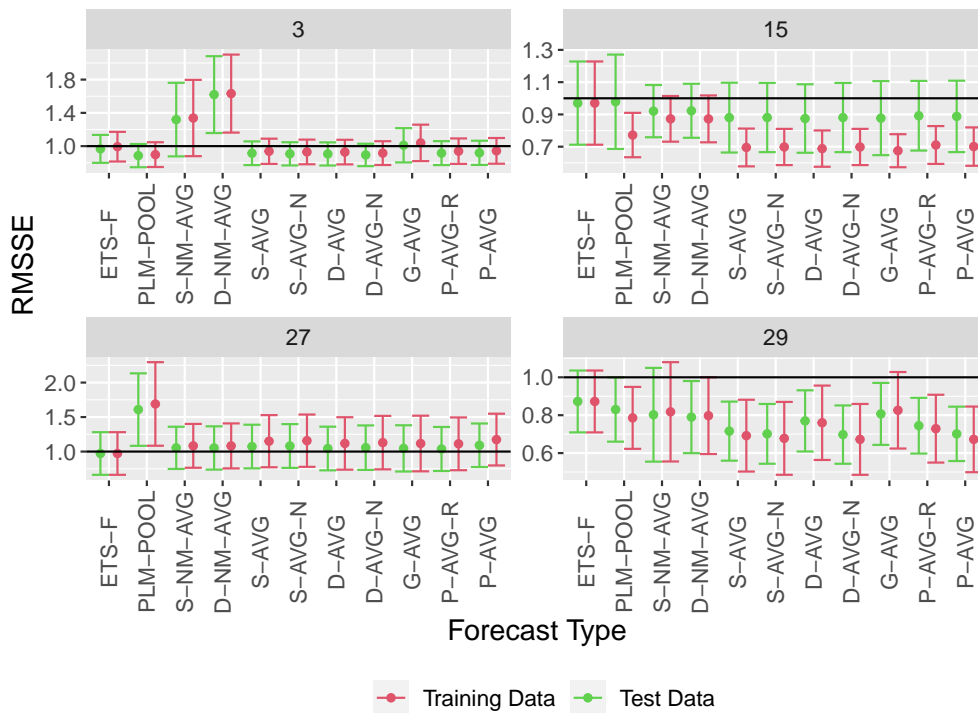 3
15
RMSSE
1.8
1.4
1.0
1.3
1.1
0.9
0.7
ETS−F
PLM−POOL
S−NM−AVG
D−NM−AVG
S−AVG
S−AVG−N
D−AVG
D−AVG−N
G−AVG
P−AVG−R
P−AVG
ETS−F
PLM−POOL
S−NM−AVG
D−NM−AVG
S−AVG
S−AVG−N
D−AVG
D−AVG−N
G−AVG
P−AVG−R
P−AVG
27
29
2.0
1.5
1.0
1.0
0.8
0.6
ETS−F
PLM−POOL
S−NM−AVG
D−NM−AVG
S−AVG
S−AVG−N
D−AVG
D−AVG−N
G−AVG
P−AVG−R
P−AVG
ETS−F
PLM−POOL
S−NM−AVG
D−NM−AVG
S−AVG
S−AVG−N
D−AVG
D−AVG−N
G−AVG
P−AVG−R
P−AVG
Forecast Type
Training Data Test Data